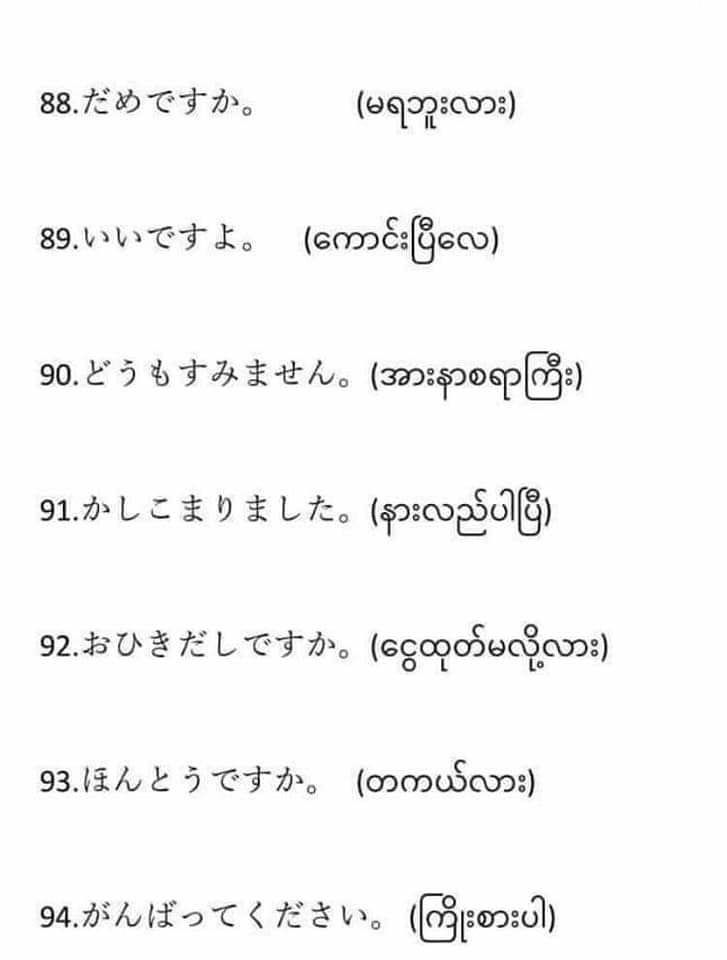 88.だめですか。 (မရဘူးလား)
89.いいですよ。 (ကောင်းပြီလေ)
90.どうもすみません。(အားနာစရာကြီး)
91.かしこまりました。(နားလည်ပါပြီ)
92.おひきだしですか。(ငွေထုတ်မလို့လား)
93.ほんとうですか。 (တကယ်လား)
94.がんばってください。 (ကြိုးစားပါ)